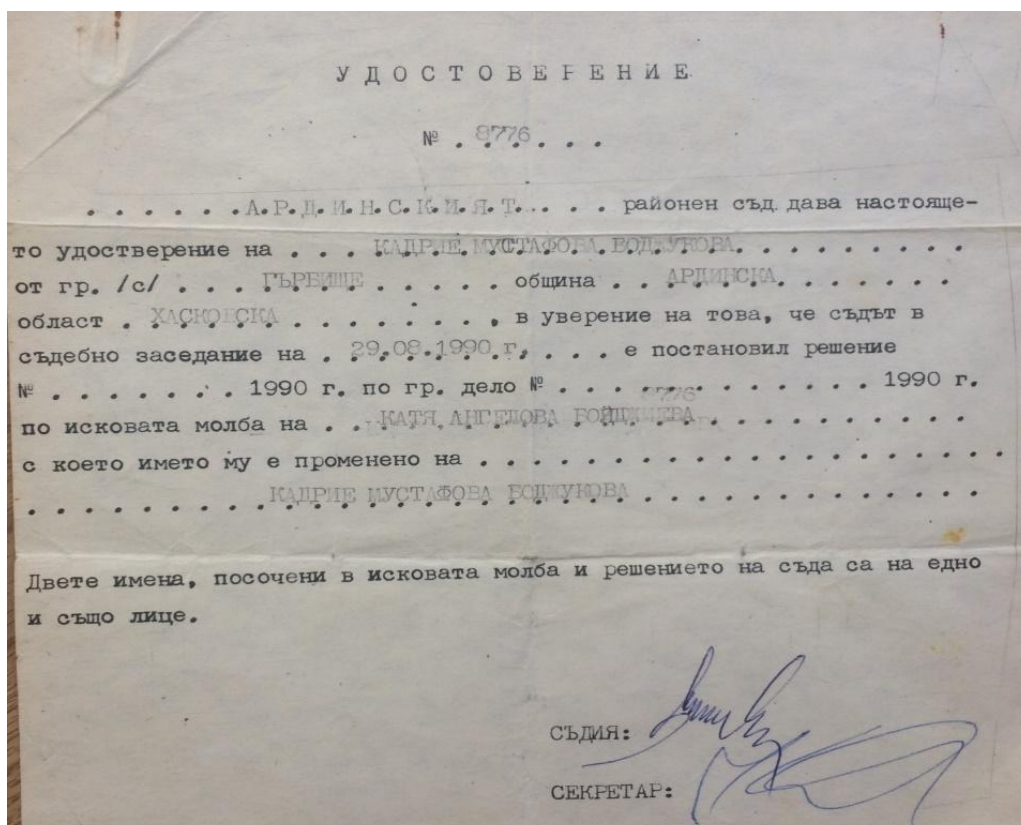 УДОСТОВЕРЕНИЕ
№ . 8776. . . .
. . . . . . .А.Р.Д.И.Н.С.К.И.Я.Т. . . . . районен съд дава настояще-
то удостверение на . . . КАДРИЕ МУСТАФОВА БОДЖУКОВА. . . . . . . .
от гр. /с/ . . . ГЪРБИЩЕ . . . . . община . . . АРДИНСКА. . . . . .
област . ХАСКОВСКА . . . . . . . . , в уверение на това, че съдът в
съдебно заседание на . 29.08.1990 г. . . . . е постановил решение
№ . . . . . . . 1990 г. по гр. дело № . . . . 8776 . . . . . . 1990 г.
по исковата молба на . . КАТЯ АНГЕЛОВА БОЙДЖИЕВА. . . . . . . . .
с което името му е променено на . . . . . . . . . . . . . . . . . . .
. . . . . . . . КАДРИЕ МУСТАФОВА БОДЖУКОВА . . . . . . . . . . . .
Двете имена, посочени в исковата молба и решението на съда са на едно
и също лице.
СЪДИЯ:
СЕКРЕТАР: